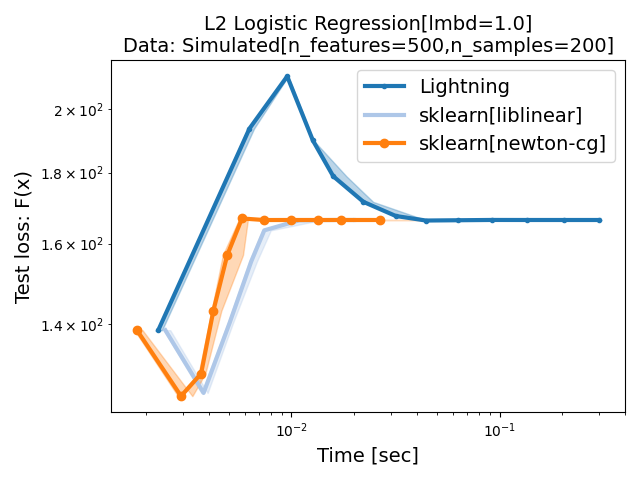 L2 Logistic Regression[lmbd=1.0]
Data: Simulated[n_features=500,n_samples=200]
Lightning
sklearn[liblinear]
sklearn[newton-cg]
Test loss: F(x)
2 × 10²
1.8 × 10²
1.6 × 10²
1.4 × 10²
10⁻²
10⁻¹
Time [sec]